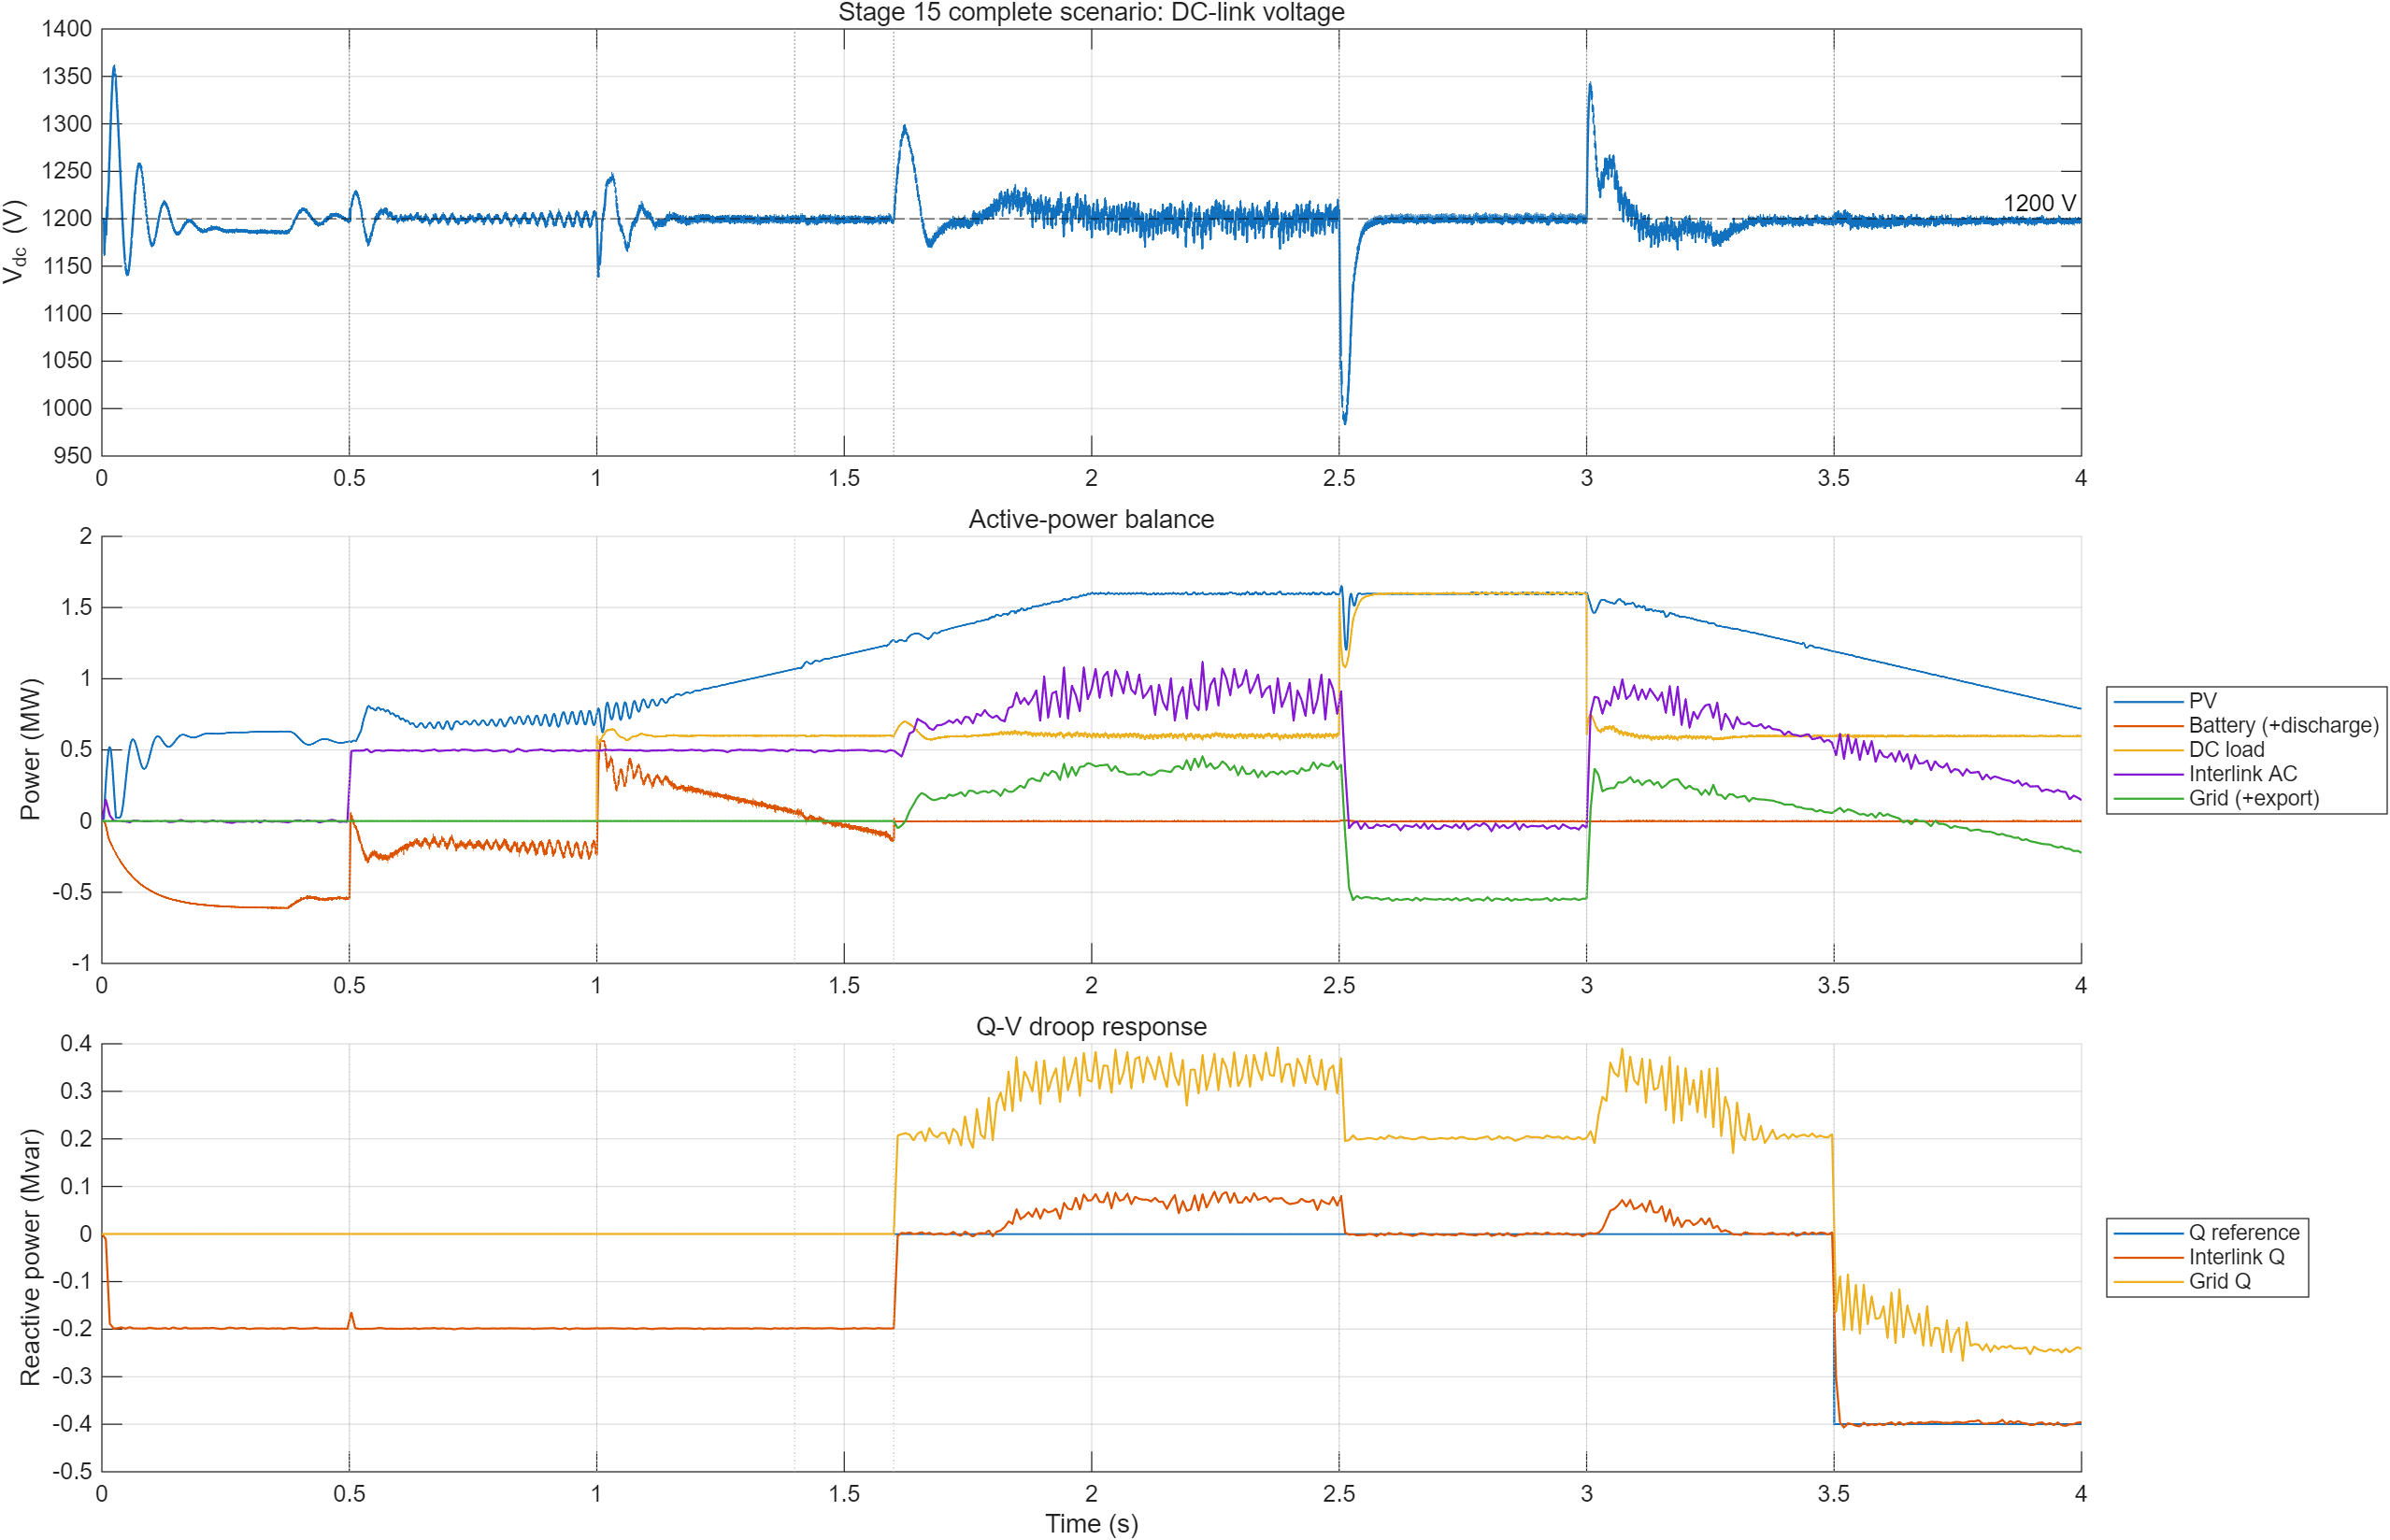 Stage 15 complete scenario: DC-link voltage
1400
1350
1300
1250
1200
1150
1100
1050
1000
950
V_dc (V)
1200 V
0 0.5 1 1.5 2 2.5 3 3.5 4
Active-power balance
2
1.5
1
0.5
0
-0.5
-1
Power (MW)
0 0.5 1 1.5 2 2.5 3 3.5 4
PV
Battery (+discharge)
DC load
Interlink AC
Grid (+export)
Q-V droop response
0.4
0.3
0.2
0.1
0
-0.1
-0.2
-0.3
-0.4
-0.5
Reactive power (Mvar)
0 0.5 1 1.5 2 2.5 3 3.5 4
Time (s)
Q reference
Interlink Q
Grid Q